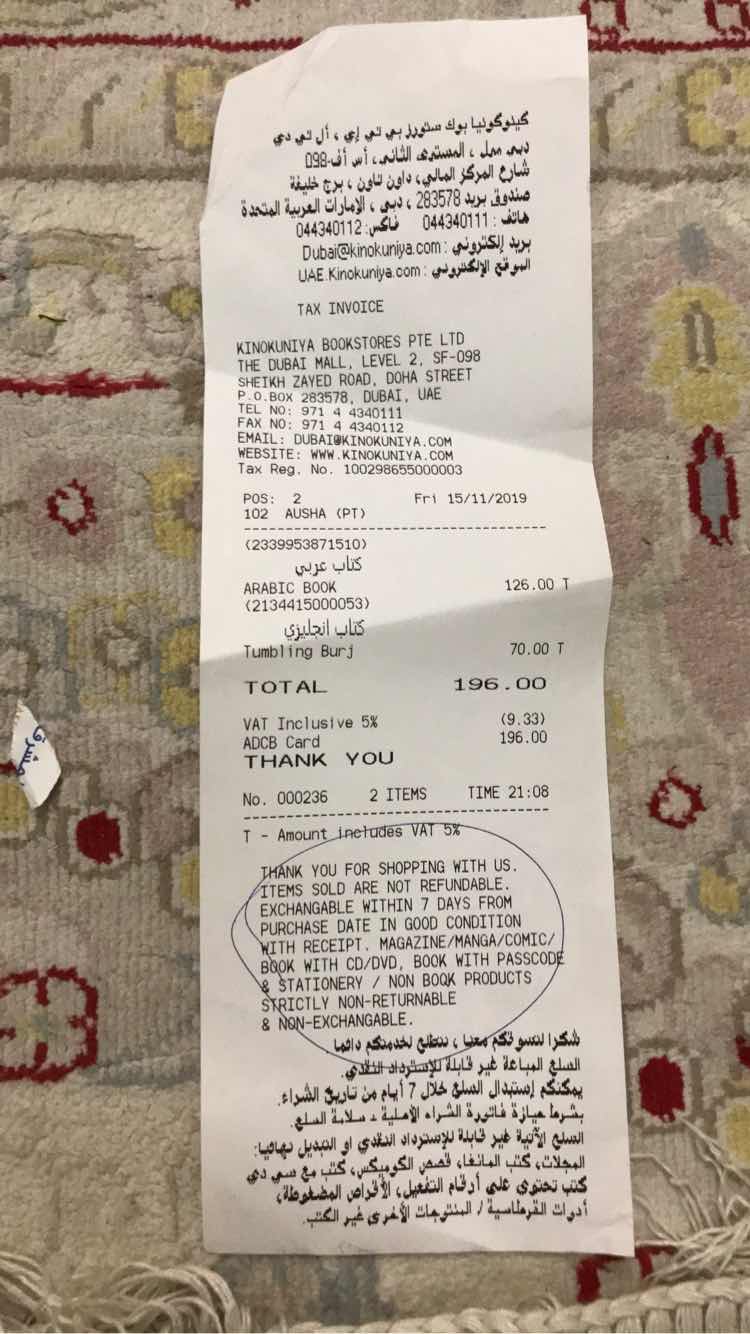 كينوكونيا بوك ستورز بي تي إي ، أل تي دي
دبي مول ، المستوى الثاني، أس أف-098
شارع المركز المالي، داون تاون ، برج خليفة
صندوق بريد 283578 ، دبي ، الامارات العربية المتحدة
هاتف : 044340111 فاكس: 044340112
بريد إلكتروني : Dubai@kinokuniya.com
الموقع الإلكتروني : UAE.Kinokuniya.com
TAX INVOICE
KINOKUNIYA BOOKSTORES PTE LTD
THE DUBAI MALL, LEVEL 2, SF-098
SHEIKH ZAYED ROAD, DOHA STREET
P.O.BOX 283578, DUBAI, UAE
TEL NO: 971 4 4340111
FAX NO: 971 4 4340112
EMAIL: DUBAI@KINOKUNIYA.COM
WEBSITE: WWW.KINOKUNIYA.COM
Tax Reg. No. 100298655000003
POS: 2 Fri 15/11/2019
102 AUSHA (PT)
(2339953871510)
كتاب عربي
ARABIC BOOK 126.00 T
(2134415000053)
كتاب انجليزي
Tumbling Burj 70.00 T
TOTAL 196.00
VAT Inclusive 5% (9.33)
ADCB Card 196.00
THANK YOU
No. 000236 2 ITEMS TIME 21:08
T - Amount includes VAT 5%
THANK YOU FOR SHOPPING WITH US.
ITEMS SOLD ARE NOT REFUNDABLE.
EXCHANGABLE WITHIN 7 DAYS FROM
PURCHASE DATE IN GOOD CONDITION
WITH RECEIPT. MAGAZINE/MANGA/COMIC/
BOOK WITH CD/DVD, BOOK WITH PASSCODE
& STATIONERY / NON BOOK PRODUCTS
STRICTLY NON-RETURNABLE
& NON-EXCHANGABLE.
شكرا لتسوقكم معنا ، نتطلع لخدمتكم دائما
السلع المباعة غير قابلة للإسترداد النقدي.
يمكنكم إستبدال السلع خلال 7 أيام من تاريخ الشراء.
بشرط حيازة فاتورة الشراء الأصلية - سلامة السلع.
السلع الآتية غير قابلة للإسترداد النقدي او التبديل نهائيا:
المجلات، كتب المانغا، قصص الكوميكس، كتب مع سي دي
كتب تحتوي على أرقام التفعيل، الأقراص المضغوطة،
أدوات القرطاسية / المنتوجات الأخرى غير الكتب.